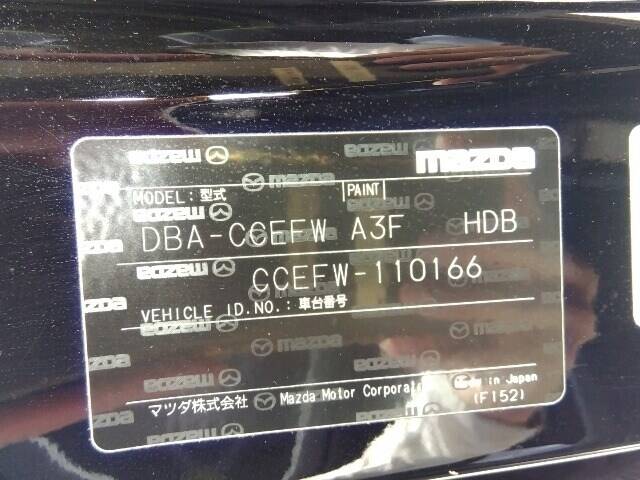 mazda
MODEL:型式 PAINT
DBA-CCEFW A3F HDB
CCEFW-110166
VEHICLE ID.NO.:車台番号
マツダ株式会社 Mazda Motor Corporation Made in Japan
(F152)